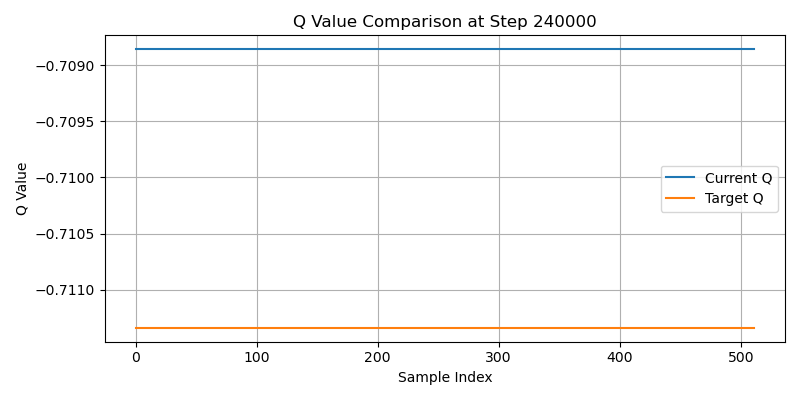 Q Value Comparison at Step 240000
−0.7090
−0.7095
−0.7100
−0.7105
−0.7110
Q Value
Current Q
Target Q
0 100 200 300 400 500
Sample Index